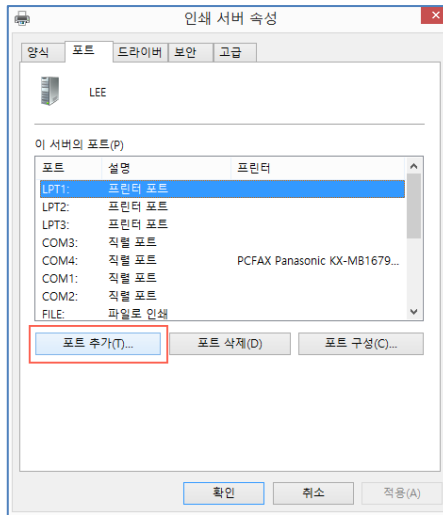 인쇄 서버 속성
양식 포트 드라이버 보안 고급
LEE
이 서버의 포트(P)
포트 설명 프린터
LPT1: 프린터 포트
LPT2: 프린터 포트
LPT3: 프린터 포트
COM3: 직렬 포트
COM4: 직렬 포트 PCFAX Panasonic KX-MB1679...
COM1: 직렬 포트
COM2: 직렬 포트
FILE: 파일로 인쇄
포트 추가(T)... 포트 삭제(D) 포트 구성(C)...
확인 취소 적용(A)